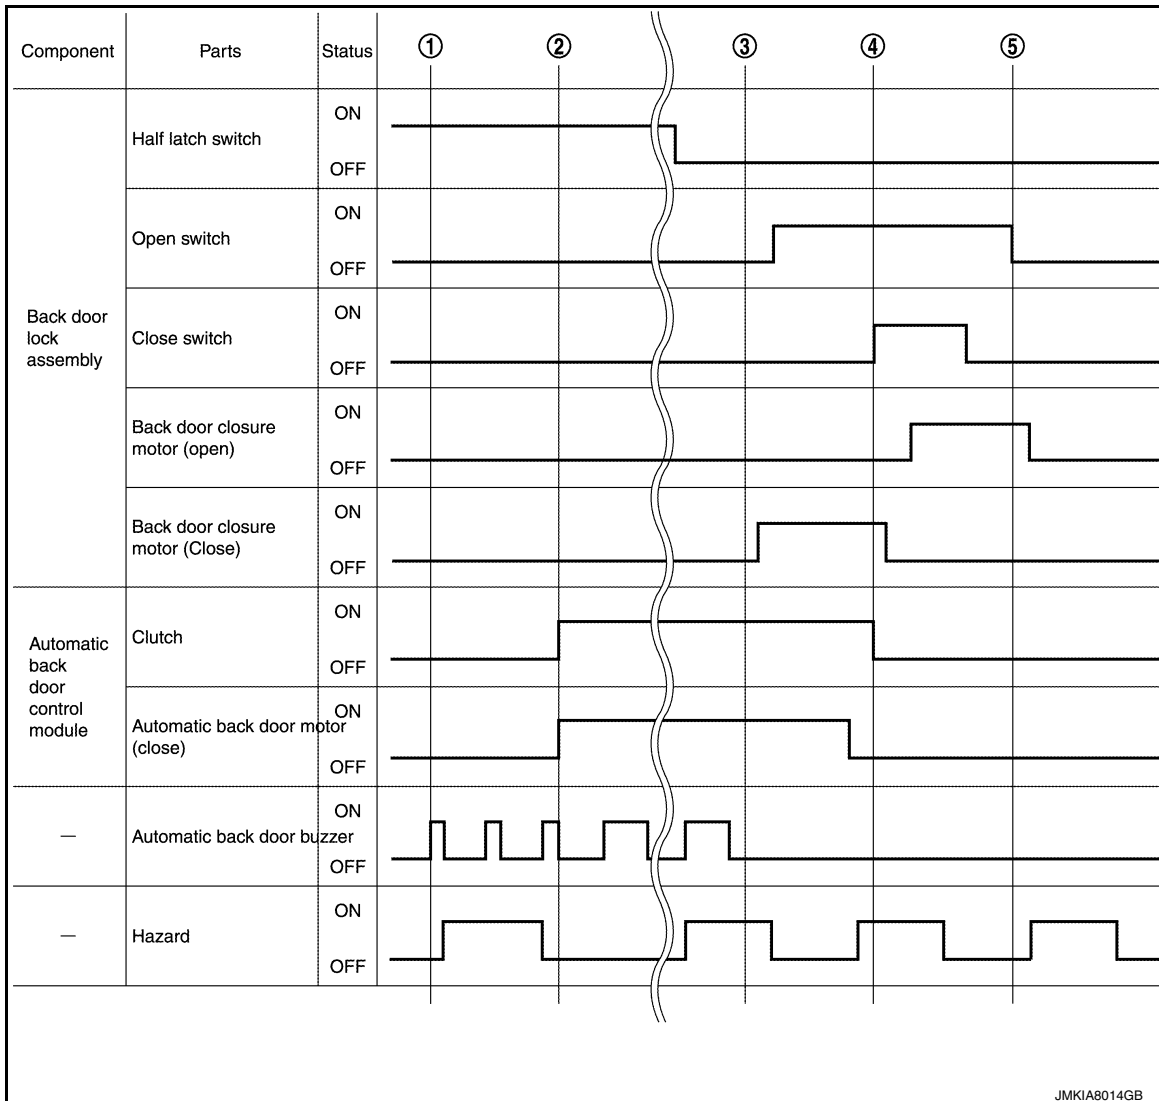 Component Parts Status ① ② ③ ④ ⑤
Back door
lock
assembly
Half latch switch
ON
OFF
Open switch
ON
OFF
Close switch
ON
OFF
Back door closure
motor (open)
ON
OFF
Back door closure
motor (Close)
ON
OFF
Automatic
back
door
control
module
Clutch
ON
OFF
Automatic back door motor
(close)
ON
OFF
—
Automatic back door buzzer
ON
OFF
—
Hazard
ON
OFF
JMKIA8014GB